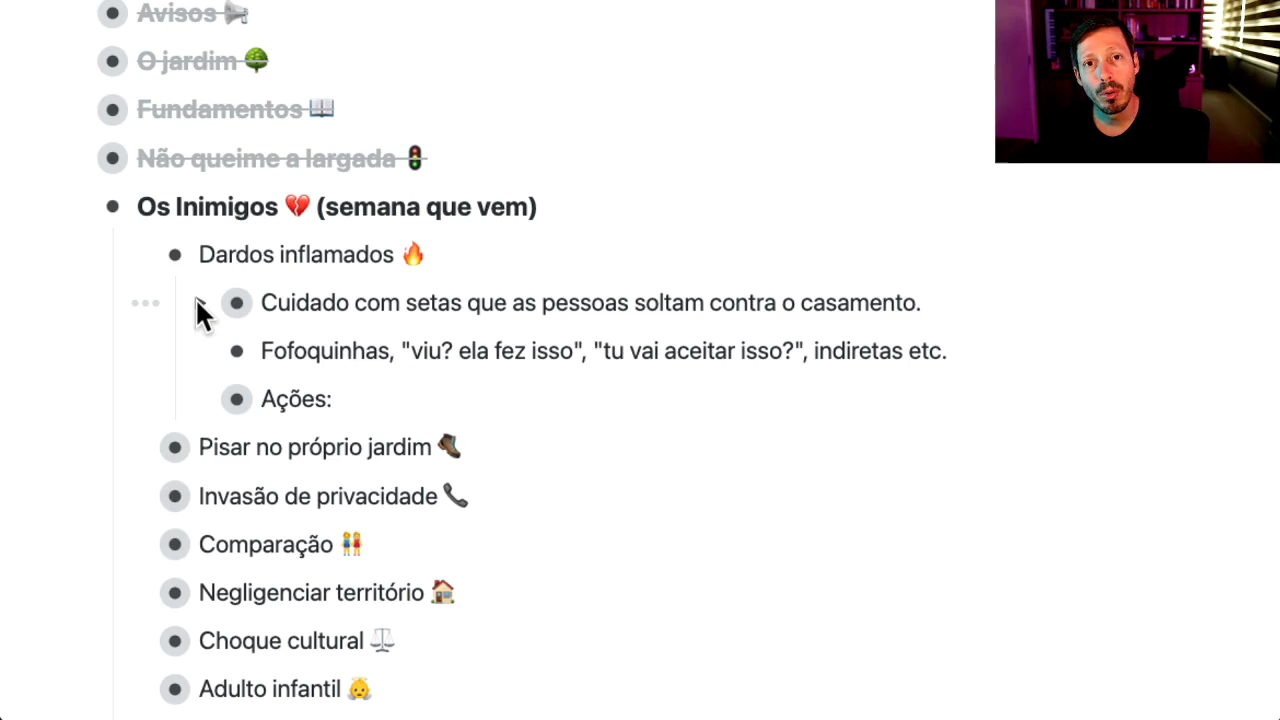 Avisos 📢
O jardim 🌳
Fundamentos 📖
Não queime a largada 🚦
Os Inimigos 💔 (semana que vem)
Dardos inflamados 🔥
Cuidado com setas que as pessoas soltam contra o casamento.
Fofoquinhas, "viu? ela fez isso", "tu vai aceitar isso?", indiretas etc.
Ações:
Pisar no próprio jardim 🥾
Invasão de privacidade 📞
Comparação 👭
Negligenciar território 🏠
Choque cultural ⚖️
Adulto infantil 👼